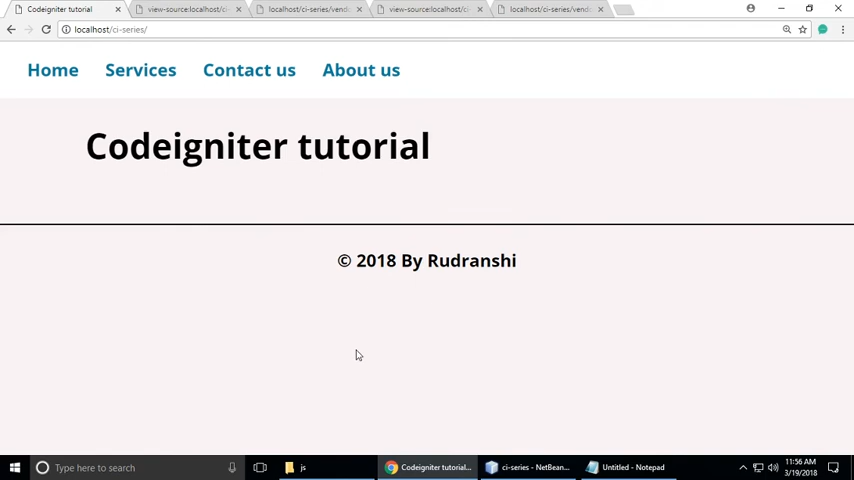 Codeigniter tutorial
view-source:localhost/ci-
localhost/ci-series/vend
view-source:localhost/ci-
localhost/ci-series/vend
localhost/ci-series/
Home Services Contact us About us
Codeigniter tutorial
© 2018 By Rudranshi
Type here to search
js
Codeigniter tutorial...
ci-series - NetBean...
Untitled - Notepad
11:56 AM
3/19/2018